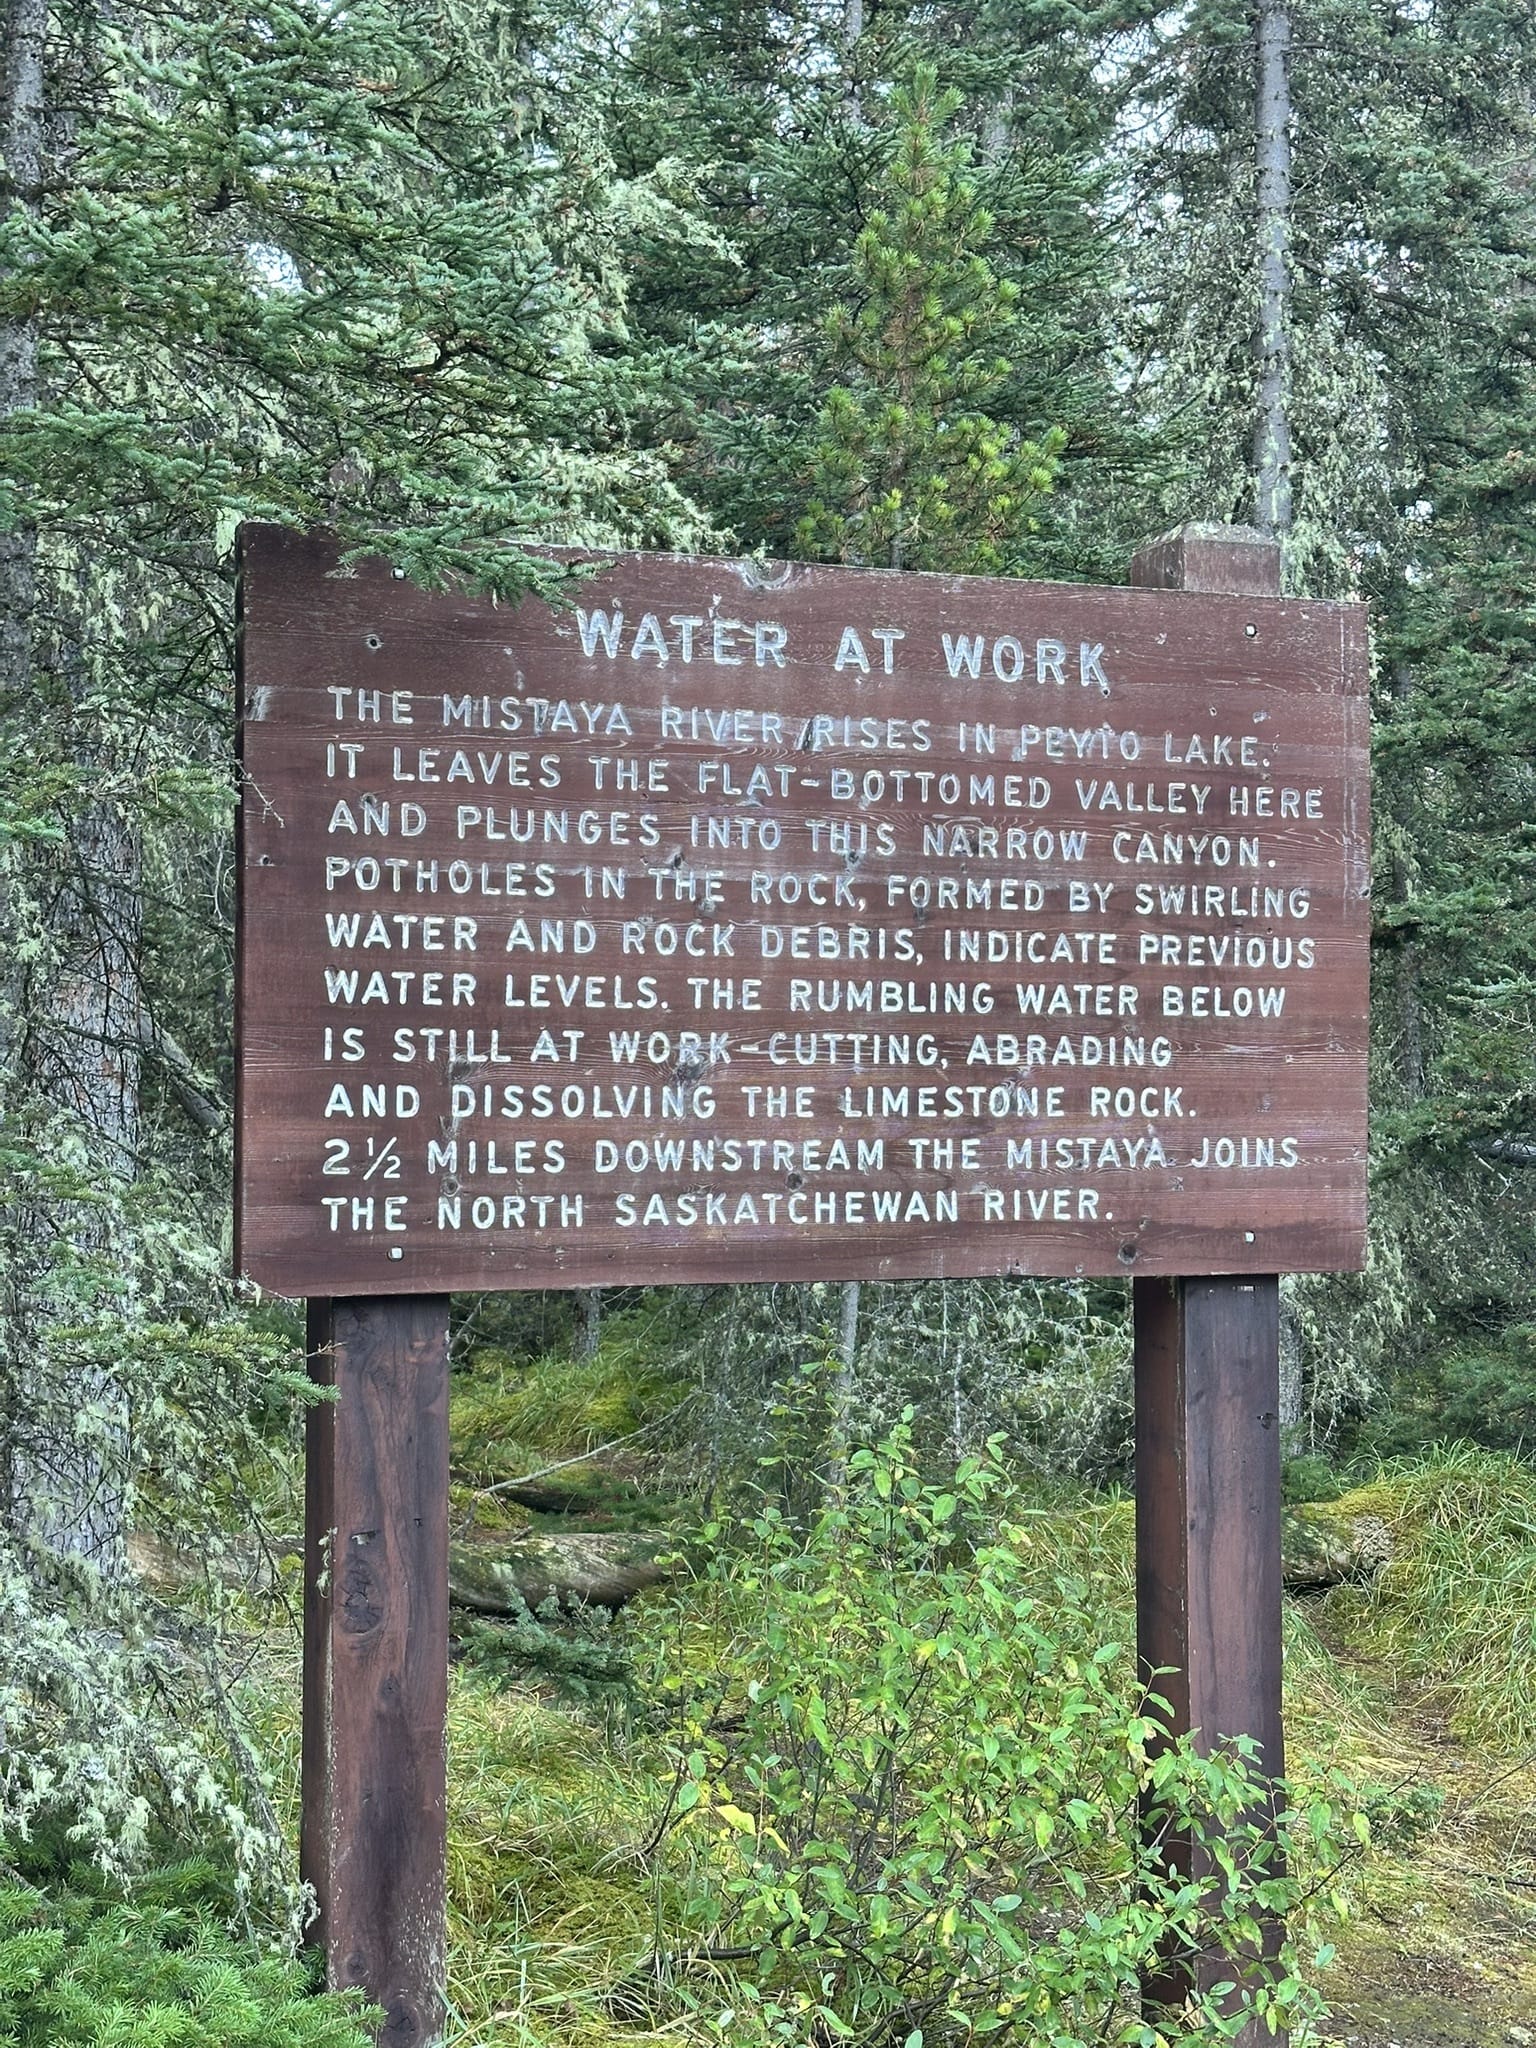 WATER AT WORK
THE MISTAYA RIVER RISES IN PEYTO LAKE.
IT LEAVES THE FLAT-BOTTOMED VALLEY HERE
AND PLUNGES INTO THIS NARROW CANYON.
POTHOLES IN THE ROCK, FORMED BY SWIRLING
WATER AND ROCK DEBRIS, INDICATE PREVIOUS
WATER LEVELS. THE RUMBLING WATER BELOW
IS STILL AT WORK-CUTTING, ABRADING
AND DISSOLVING THE LIMESTONE ROCK.
2 ½ MILES DOWNSTREAM THE MISTAYA JOINS
THE NORTH SASKATCHEWAN RIVER.